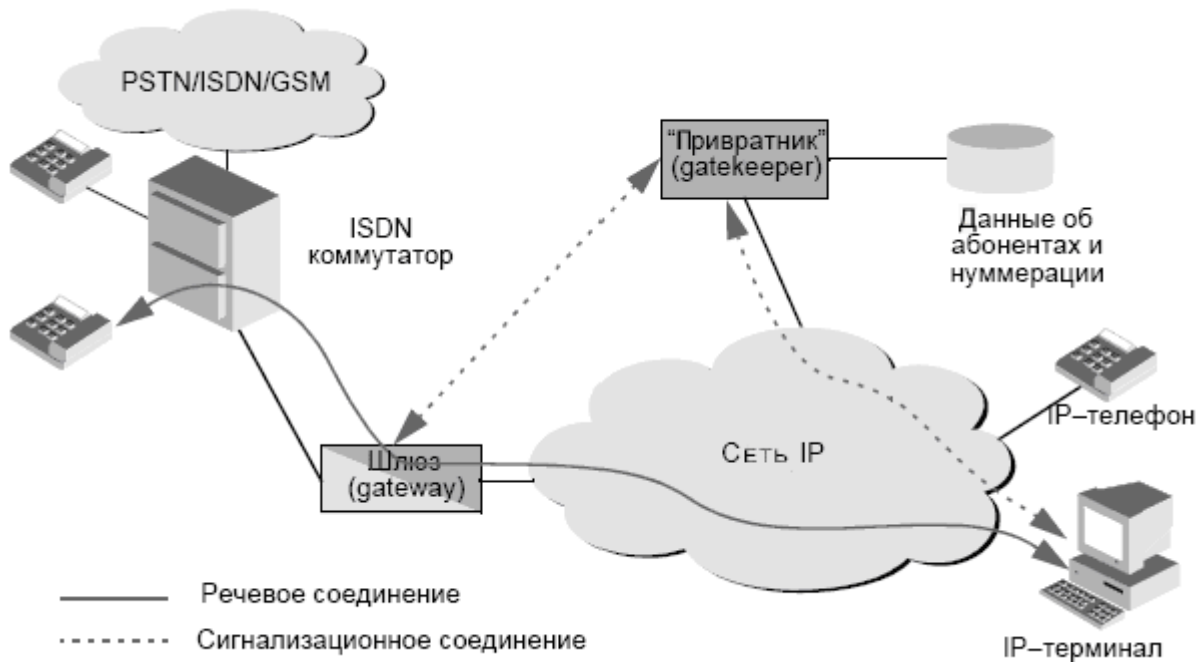 PSTN/ISDN/GSM
"Привратник"
(gatekeeper)
ISDN
коммутатор
Данные об
абонентах и
нуммерации
IP–телефон
Сеть IP
Шлюз
(gateway)
Речевое соединение
Сигнализационное соединение
IP–терминал